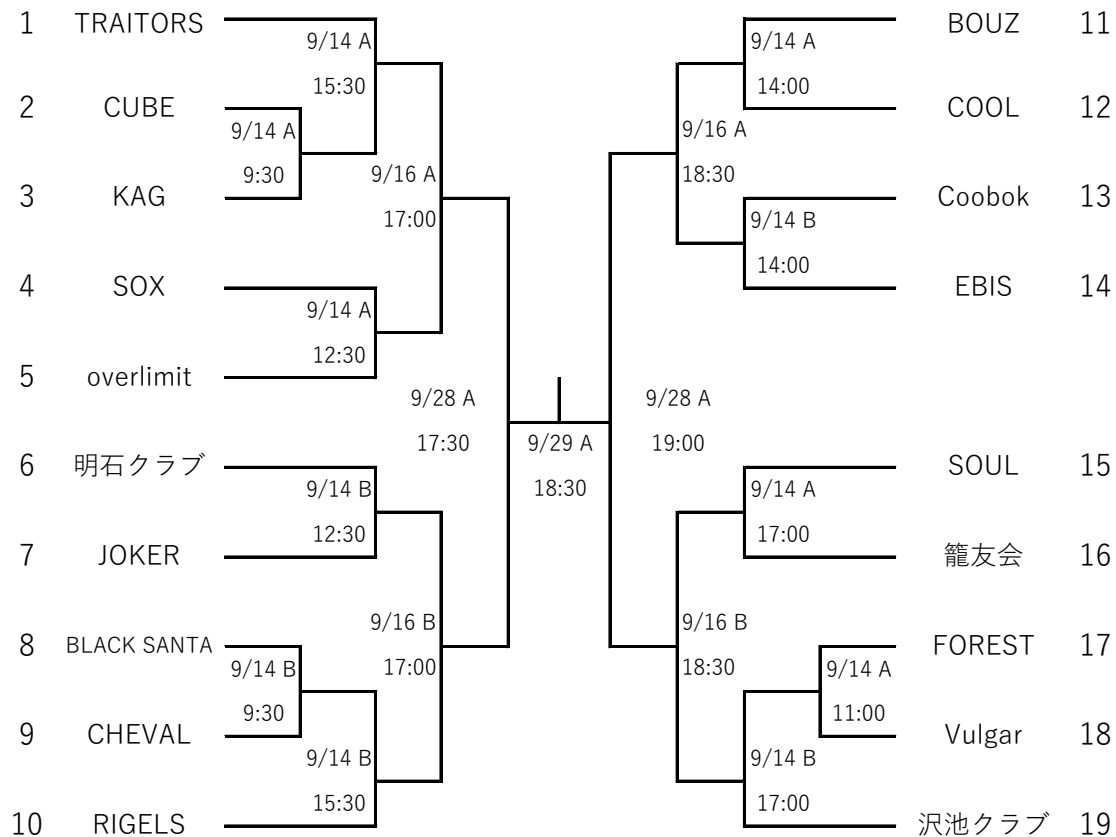 1 TRAITORS
9/14 A
15:30
2 CUBE
9/14 A
9:30
3 KAG
9/16 A
17:00
4 SOX
9/14 A
12:30
5 overlimit
9/28 A
17:30
6 明石クラブ
9/14 B
12:30
7 JOKER
9/16 B
17:00
8 BLACK SANTA
9/14 B
9:30
9 CHEVAL
9/14 B
15:30
10 RIGELS
9/29 A
18:30
BOUZ 11
9/14 A
14:00
COOL 12
9/16 A
18:30
Coobok 13
9/14 B
14:00
EBIS 14
9/28 A
19:00
SOUL 15
9/14 A
17:00
籠友会 16
9/16 B
18:30
FOREST 17
9/14 A
11:00
Vulgar 18
9/14 B
17:00
沢池クラブ 19